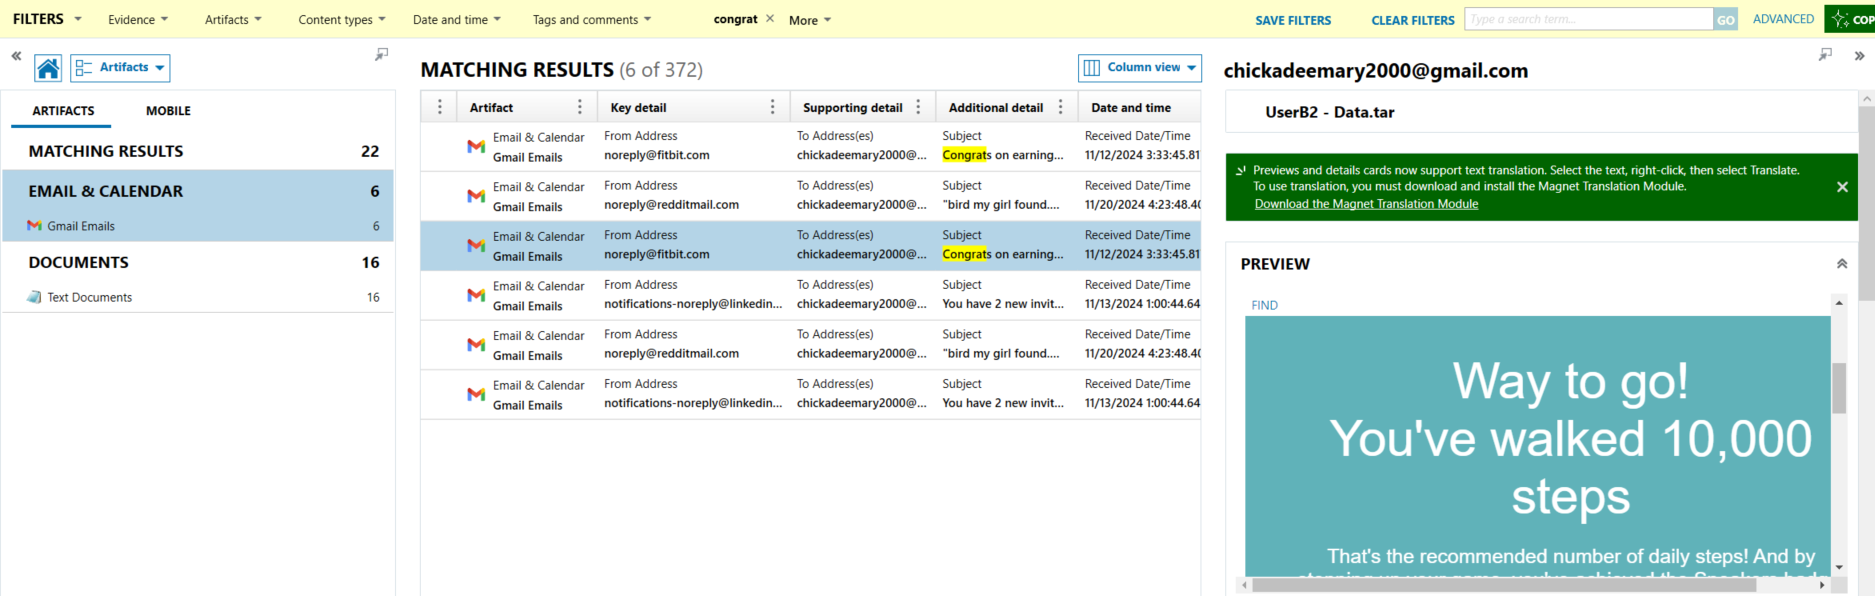 FILTERS Evidence Artifacts Content types Date and time Tags and comments congrat × More SAVE FILTERS CLEAR FILTERS Type a search term... GO ADVANCED COP
Artifacts
ARTIFACTS MOBILE
MATCHING RESULTS 22
EMAIL & CALENDAR 6
Gmail Emails 6
DOCUMENTS 16
Text Documents 16
MATCHING RESULTS (6 of 372) Column view
Artifact Key detail Supporting detail Additional detail Date and time
Email & Calendar From Address To Address(es) Subject Received Date/Time
Gmail Emails noreply@fitbit.com chickadeemary2000@... Congrats on earning... 11/12/2024 3:33:45.81
Email & Calendar From Address To Address(es) Subject Received Date/Time
Gmail Emails noreply@redditmail.com chickadeemary2000@... "bird my girl found.... 11/20/2024 4:23:48.40
Email & Calendar From Address To Address(es) Subject Received Date/Time
Gmail Emails noreply@fitbit.com chickadeemary2000@... Congrats on earning... 11/12/2024 3:33:45.81
Email & Calendar From Address To Address(es) Subject Received Date/Time
Gmail Emails notifications-noreply@linkedin... chickadeemary2000@... You have 2 new invit... 11/13/2024 1:00:44.64
Email & Calendar From Address To Address(es) Subject Received Date/Time
Gmail Emails noreply@redditmail.com chickadeemary2000@... "bird my girl found.... 11/20/2024 4:23:48.40
Email & Calendar From Address To Address(es) Subject Received Date/Time
Gmail Emails notifications-noreply@linkedin... chickadeemary2000@... You have 2 new invit... 11/13/2024 1:00:44.64
chickadeemary2000@gmail.com
UserB2 - Data.tar
Previews and details cards now support text translation. Select the text, right-click, then select Translate.
To use translation, you must download and install the Magnet Translation Module.
Download the Magnet Translation Module
PREVIEW
FIND
Way to go!
You've walked 10,000
steps
That's the recommended number of daily steps! And by